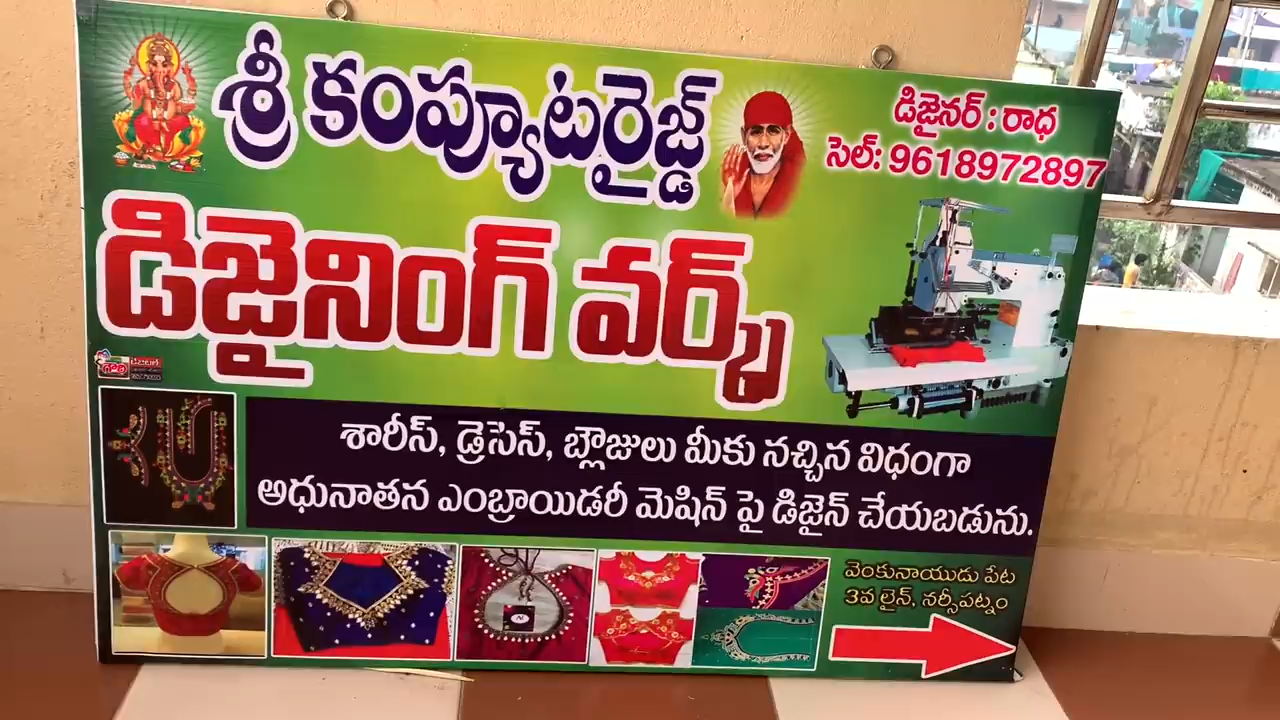 శ్రీ కంప్యూటరైజ్డ్
డిజైనింగ్ వర్క్స్
డిజైనర్ : రాధ
సెల్: 9618972897
శారీస్, డ్రెసెస్, బ్లౌజులు మీకు నచ్చిన విధంగా
అధునాతన ఎంబ్రాయిడరీ మెషిన్ పై డిజైన్ చేయబడును.
వెంకునాయుడు పేట
3వ లైన్, నర్సీపట్నం